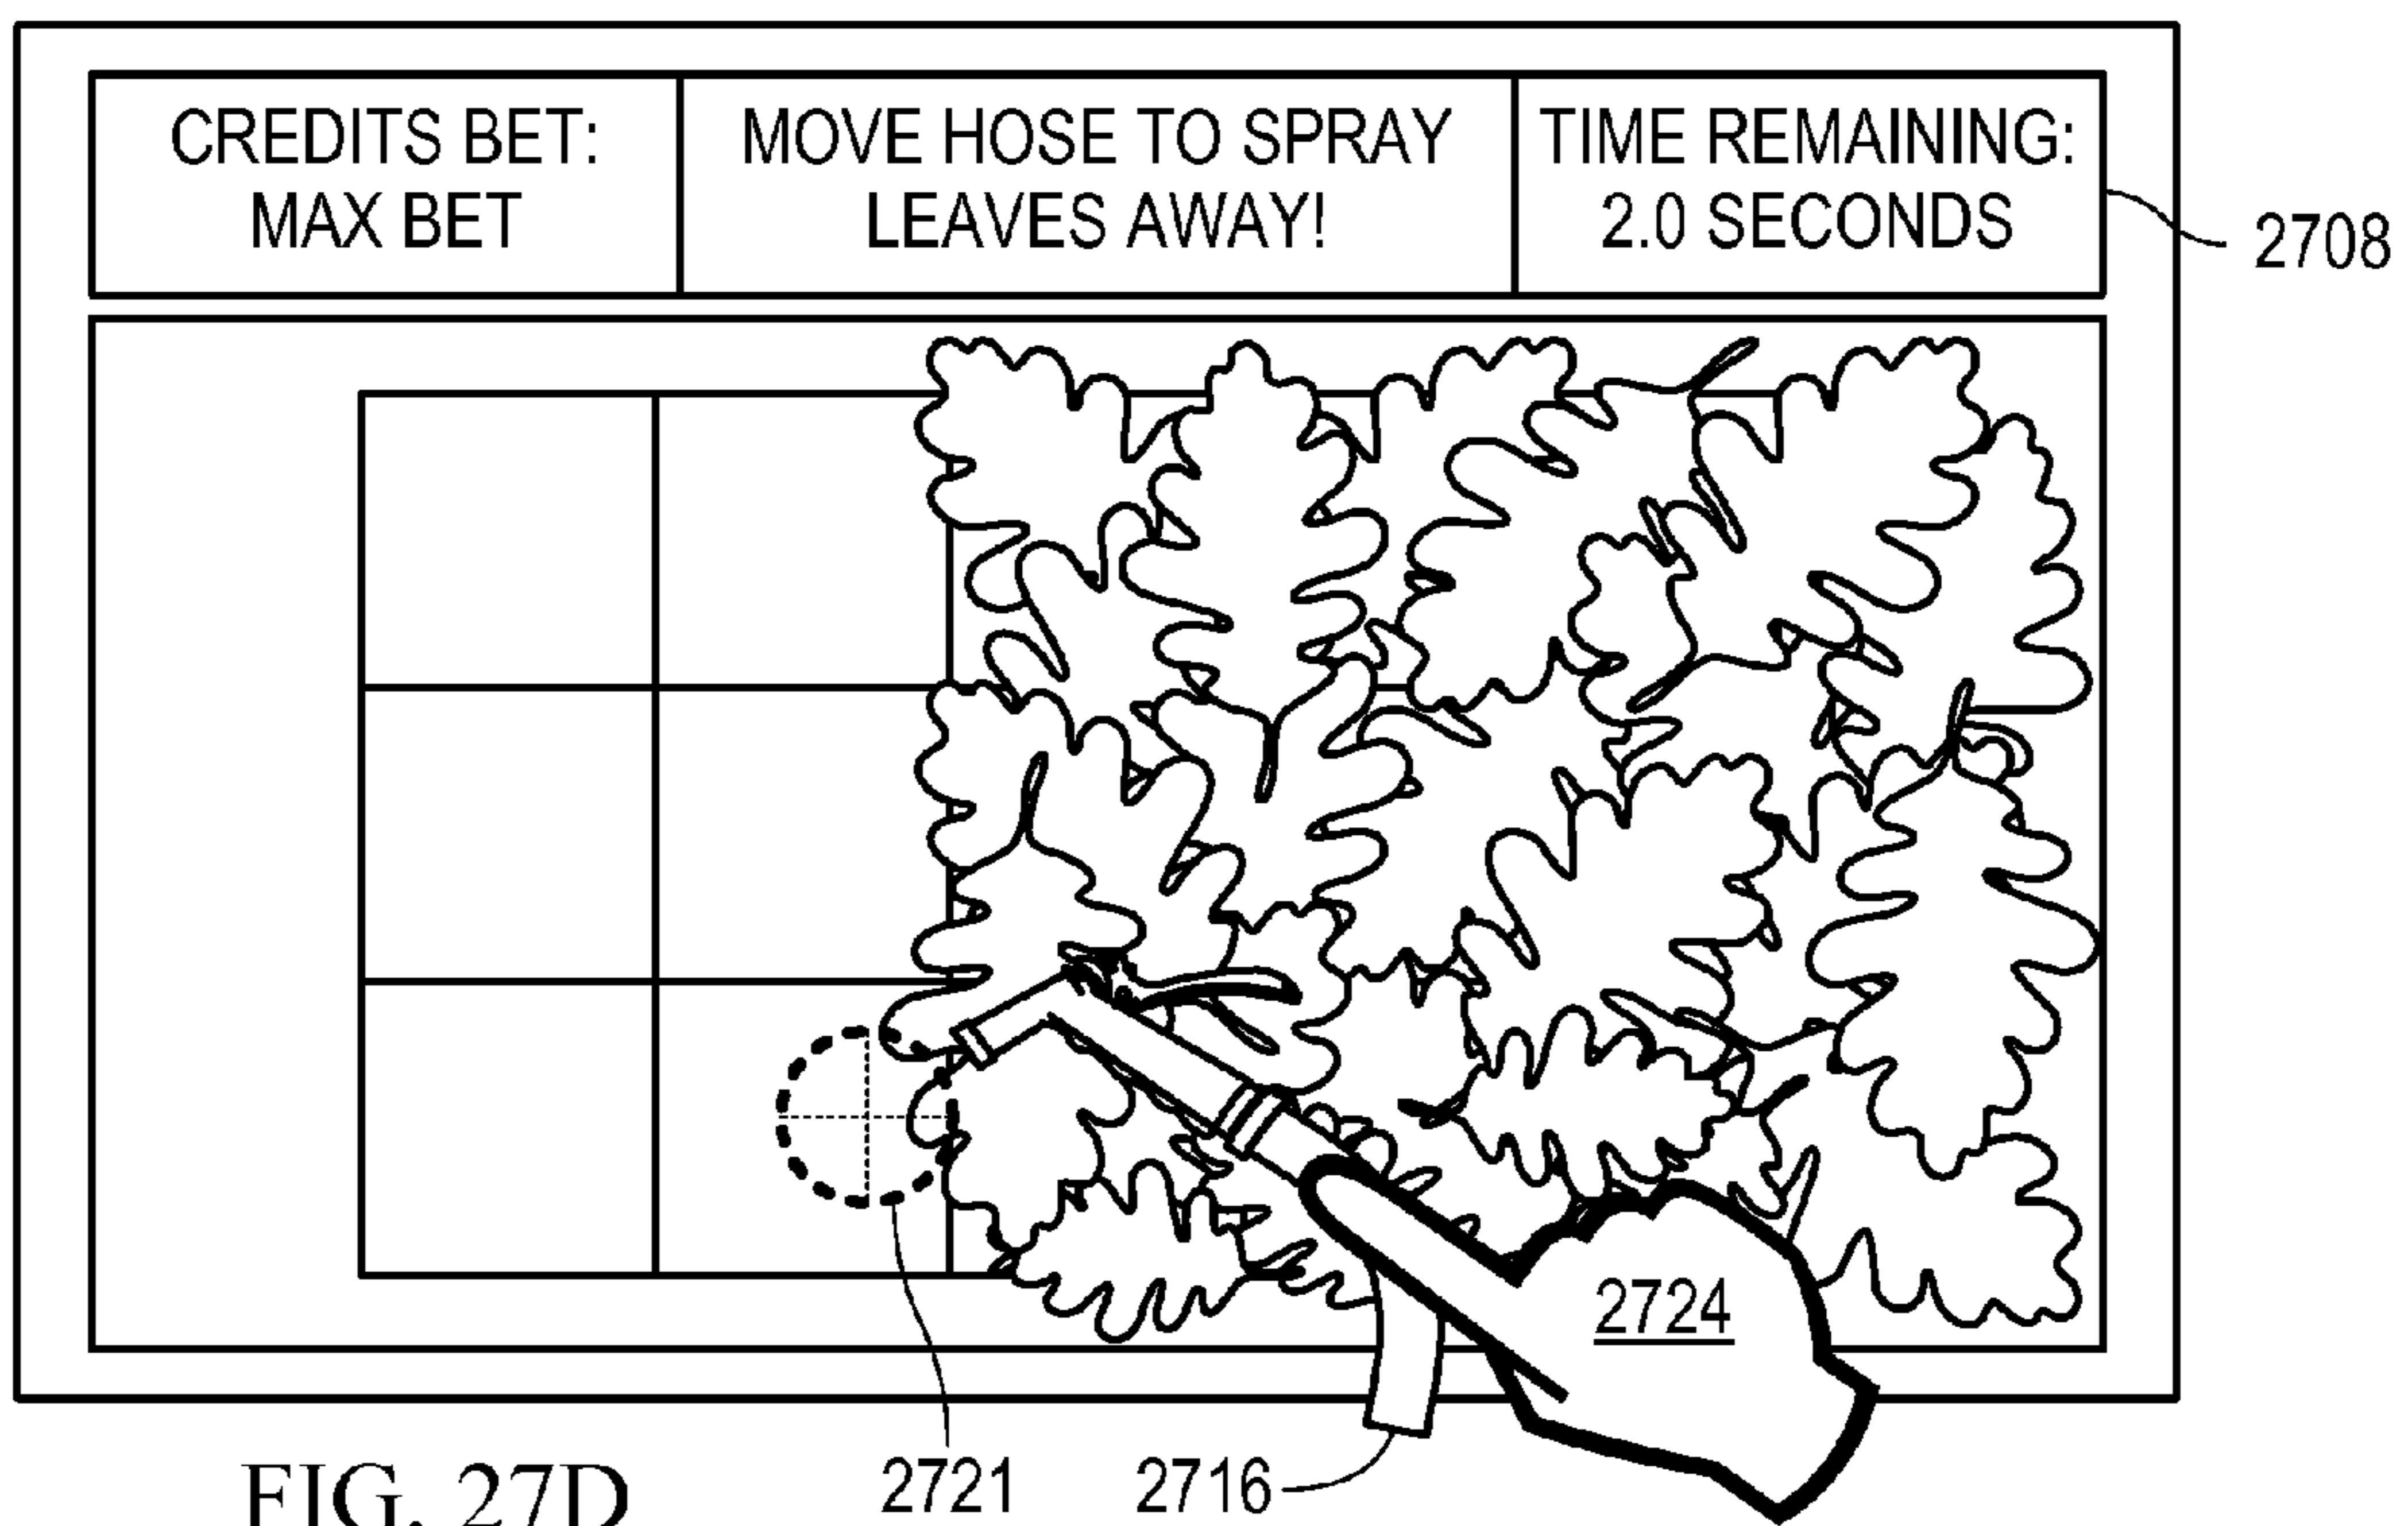 CREDITS BET:
MAX BET
MOVE HOSE TO SPRAY
LEAVES AWAY!
TIME REMAINING:
2.0 SECONDS
2708
2724
2721
2716
FIG. 27D